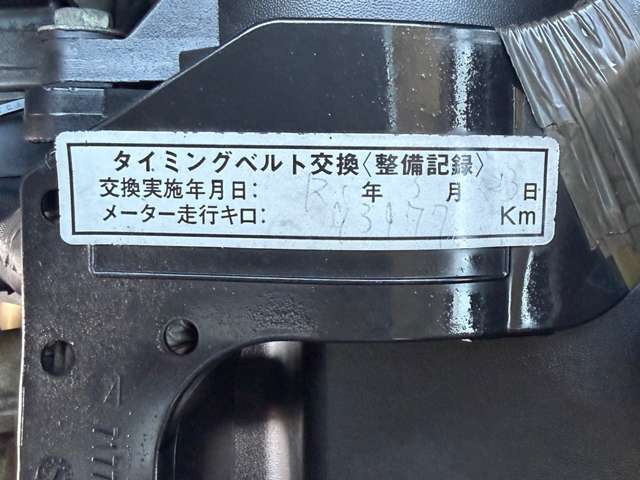 タイミングベルト交換〈整備記録〉
交換実施年月日: R 年 3月 日
メーター走行キロ: Km